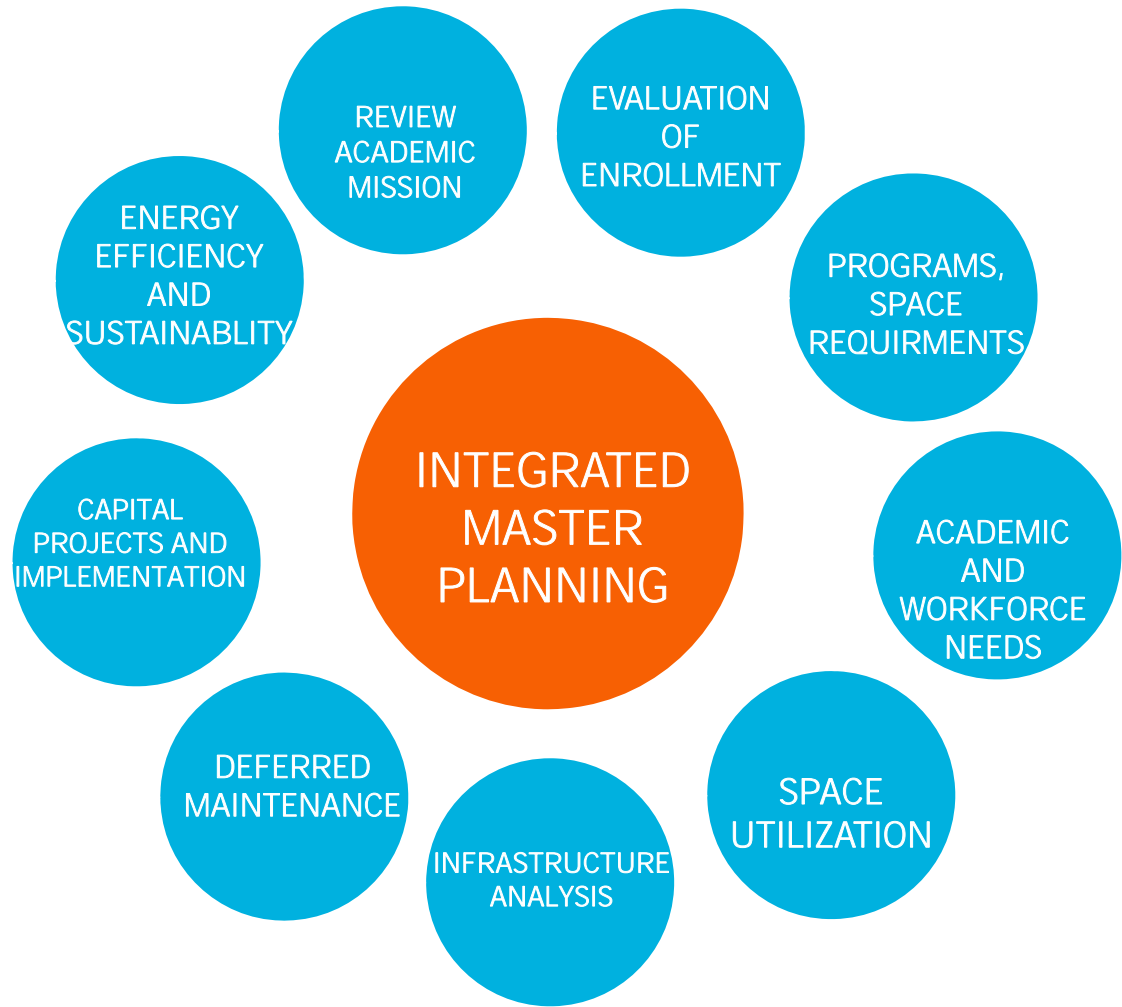 REVIEW
ACADEMIC
MISSION
EVALUATION
OF
ENROLLMENT
PROGRAMS,
SPACE
REQUIRMENTS
ACADEMIC
AND
WORKFORCE
NEEDS
SPACE
UTILIZATION
INFRASTRUCTURE
ANALYSIS
DEFERRED
MAINTENANCE
CAPITAL
PROJECTS AND
IMPLEMENTATION
ENERGY
EFFICIENCY
AND
SUSTAINABLITY
INTEGRATED
MASTER
PLANNING